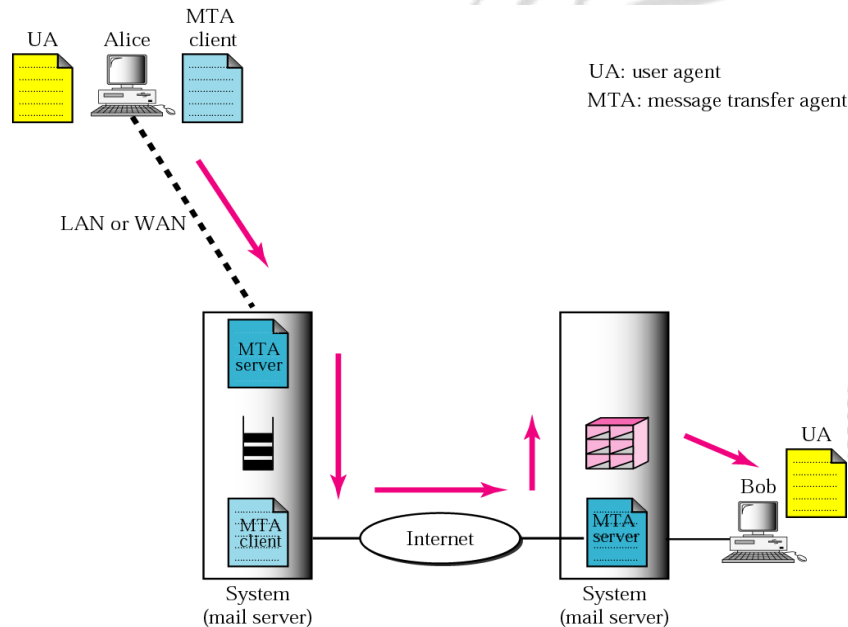 UA
Alice
MTA
client
UA: user agent
MTA: message transfer agent
LAN or WAN
MTA
server
MTA
client
Internet
MTA
server
UA
Bob
System
(mail server)
System
(mail server)